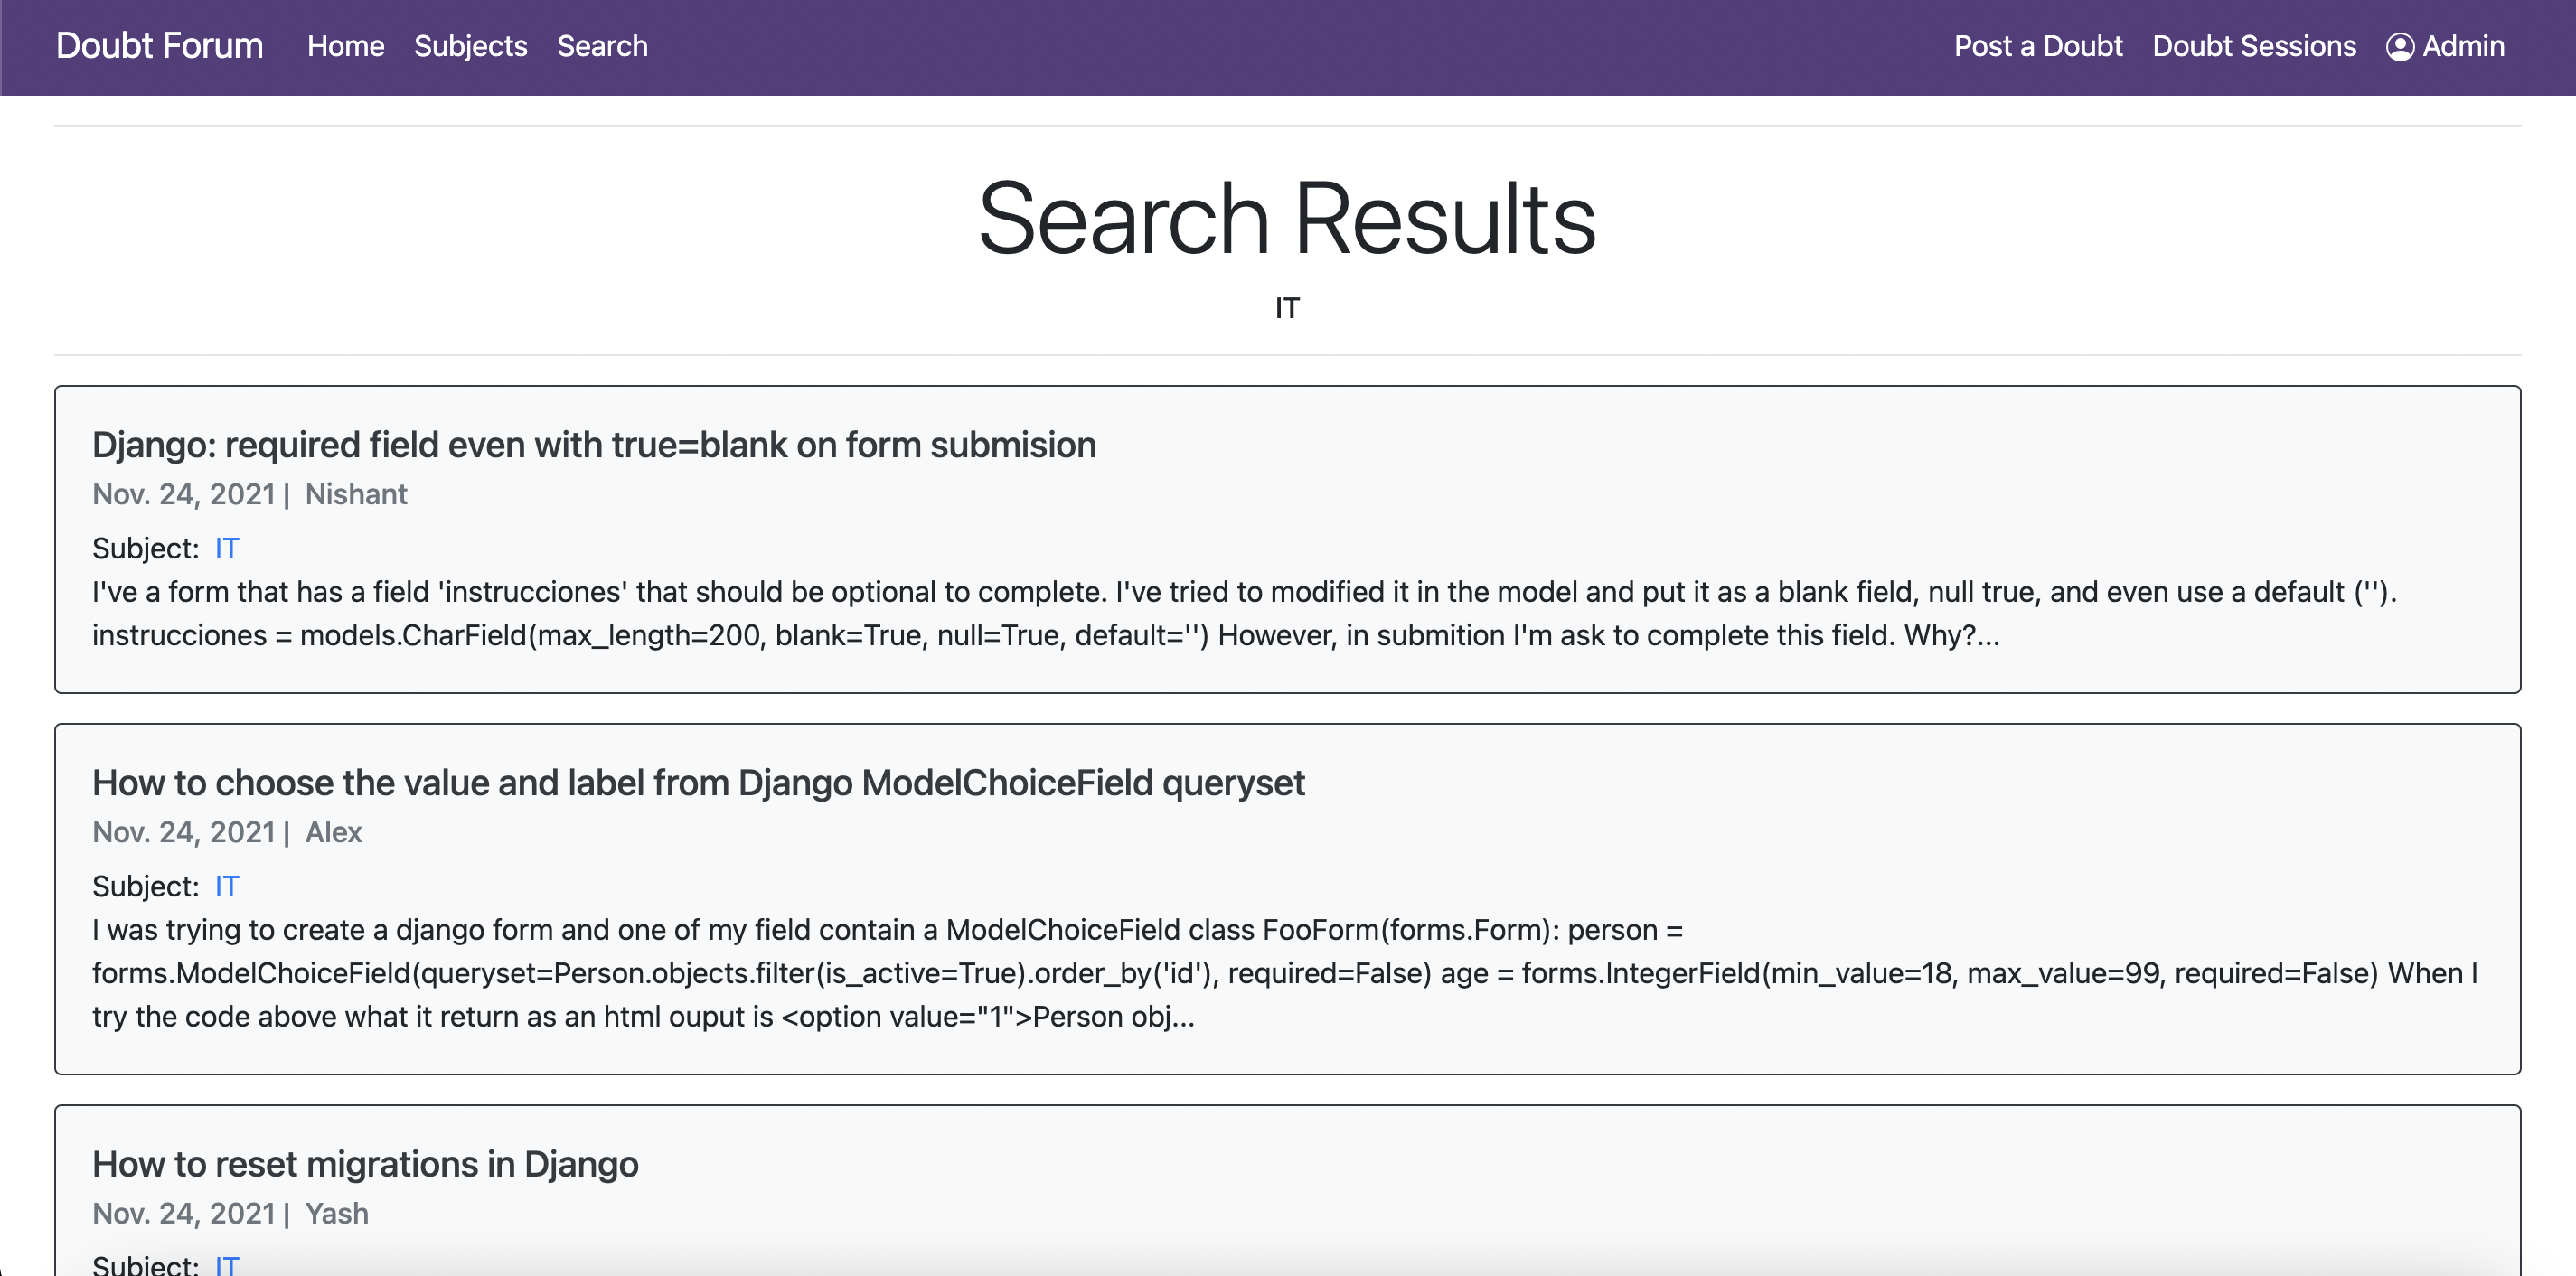 Doubt Forum Home Subjects Search Post a Doubt Doubt Sessions Admin
Search Results
IT
Django: required field even with true=blank on form submision
Nov. 24, 2021 | Nishant
Subject: IT
I've a form that has a field 'instrucciones' that should be optional to complete. I've tried to modified it in the model and put it as a blank field, null true, and even use a default ('').
instrucciones = models.CharField(max_length=200, blank=True, null=True, default='') However, in submition I'm ask to complete this field. Why?...
How to choose the value and label from Django ModelChoiceField queryset
Nov. 24, 2021 | Alex
Subject: IT
I was trying to create a django form and one of my field contain a ModelChoiceField class FooForm(forms.Form): person =
forms.ModelChoiceField(queryset=Person.objects.filter(is_active=True).order_by('id'), required=False) age = forms.IntegerField(min_value=18, max_value=99, required=False) When I
try the code above what it return as an html ouput is <option value="1">Person obj...
How to reset migrations in Django
Nov. 24, 2021 | Yash
Subject: IT